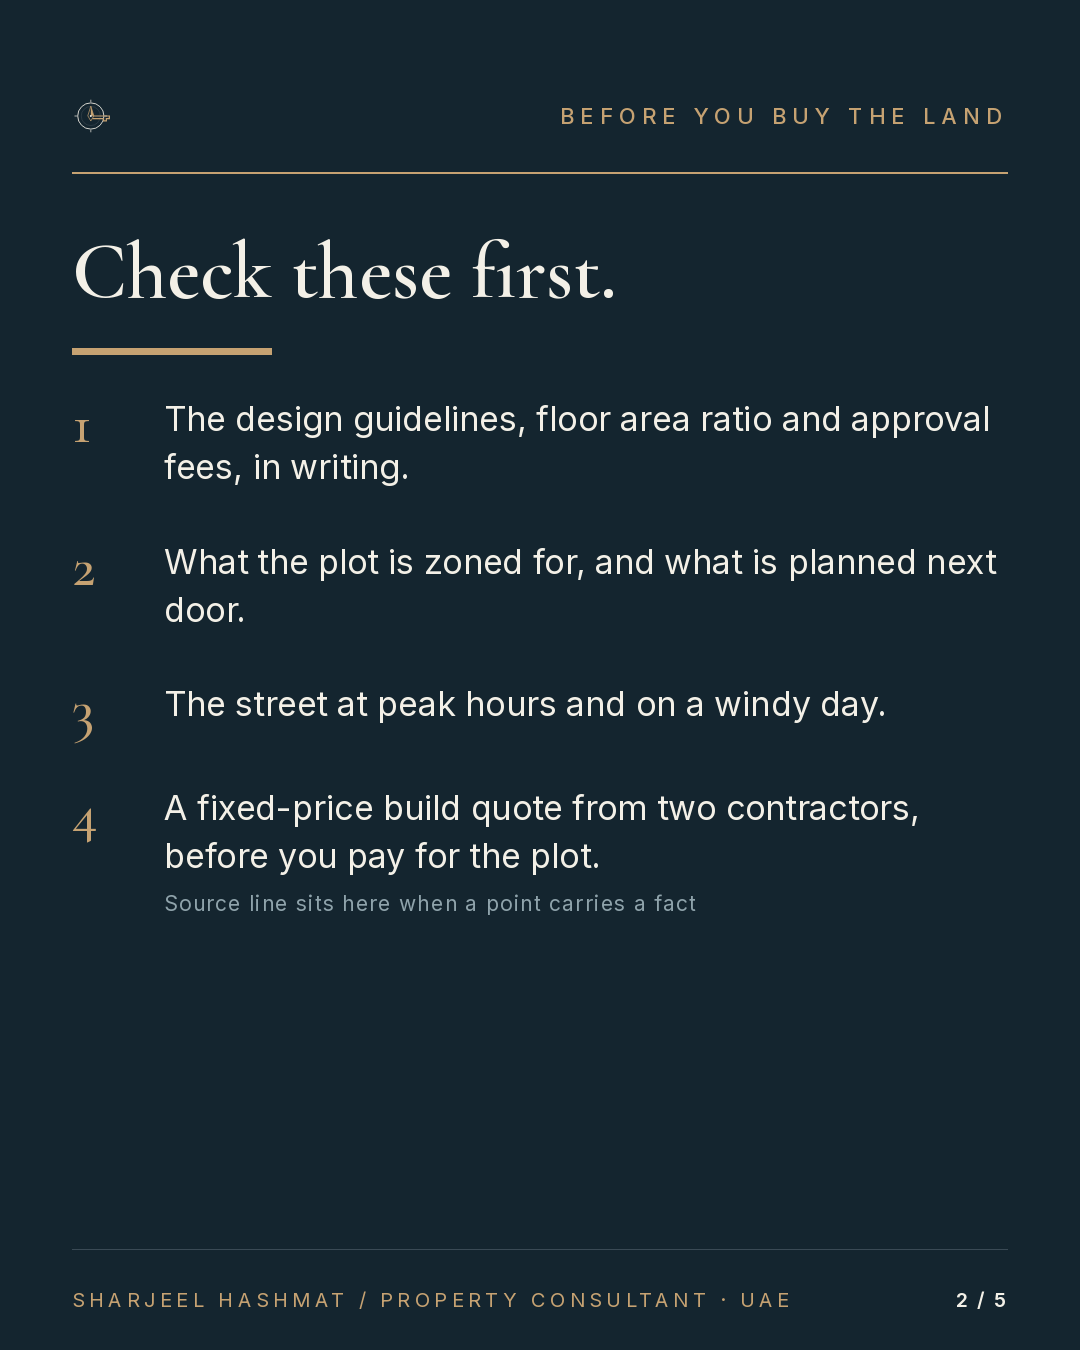 BEFORE YOU BUY THE LAND
Check these first.
1
The design guidelines, floor area ratio and approval
fees, in writing.
2
What the plot is zoned for, and what is planned next
door.
3
The street at peak hours and on a windy day.
4
A fixed-price build quote from two contractors,
before you pay for the plot.
Source line sits here when a point carries a fact
SHARJEEL HASHMAT / PROPERTY CONSULTANT · UAE
2 / 5